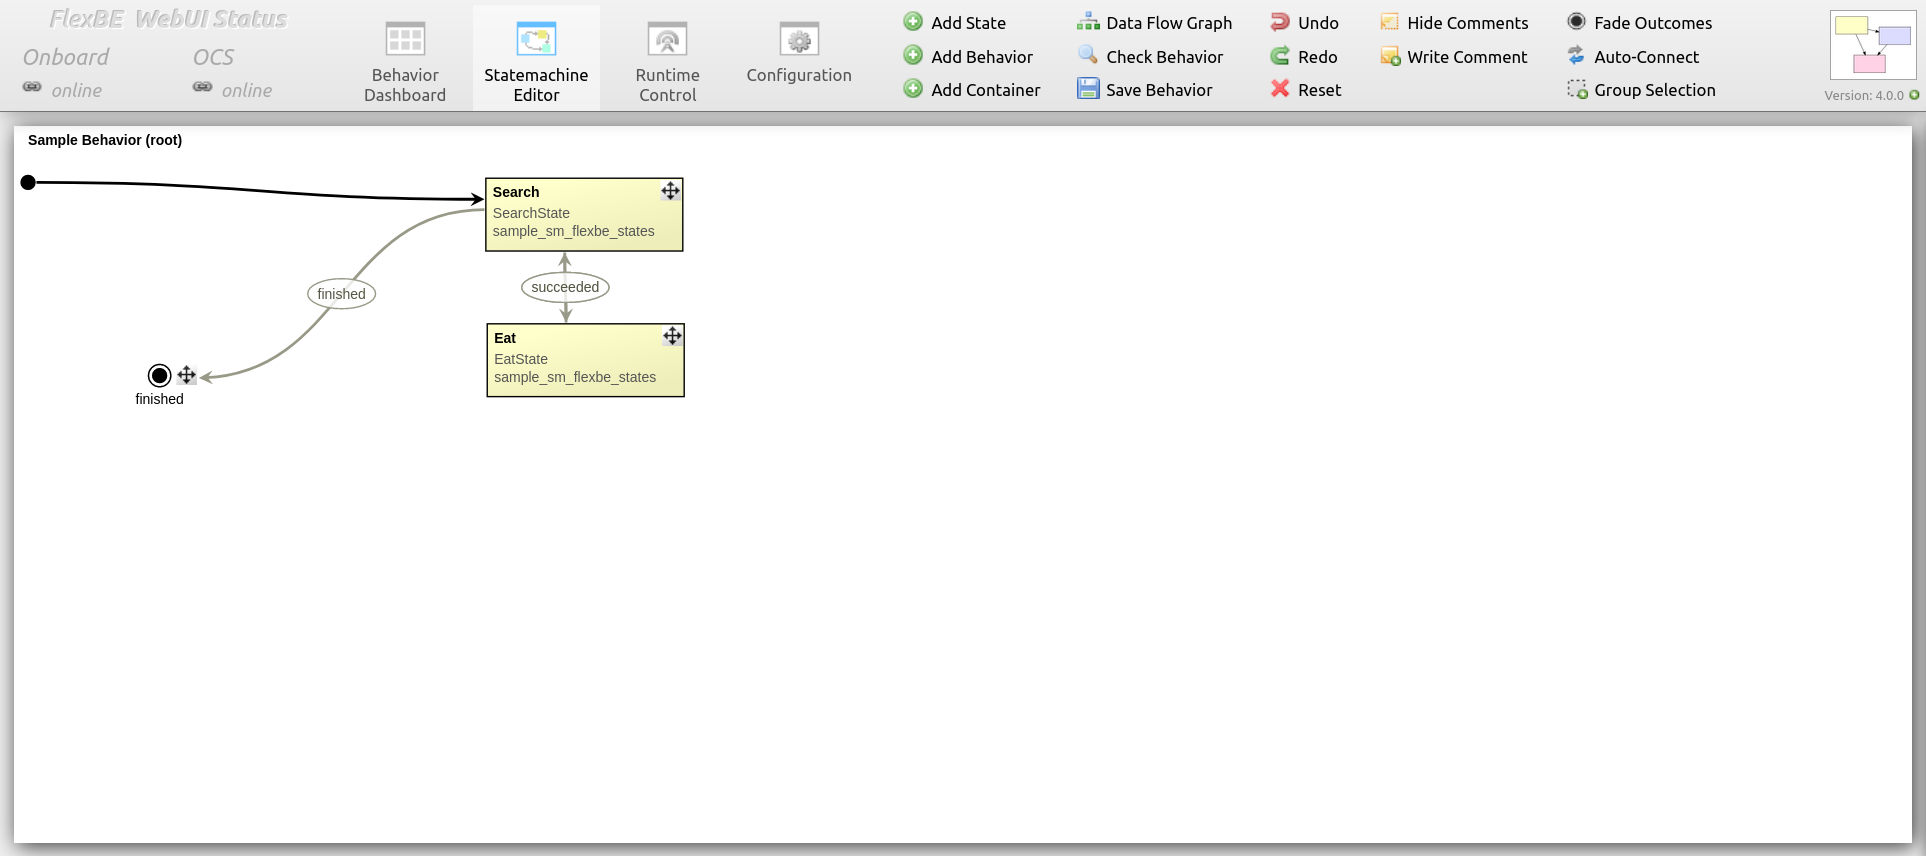 FlexBE WebUI Status
Onboard
OCS
online
online
Behavior
Dashboard
Statemachine
Editor
Runtime
Control
Configuration
Add State
Add Behavior
Add Container
Data Flow Graph
Check Behavior
Save Behavior
Undo
Redo
Reset
Hide Comments
Write Comment
Fade Outcomes
Auto-Connect
Group Selection
Version: 4.0.0
Sample Behavior (root)
Search
SearchState
sample_sm_flexbe_states
finished
succeeded
Eat
EatState
sample_sm_flexbe_states
finished